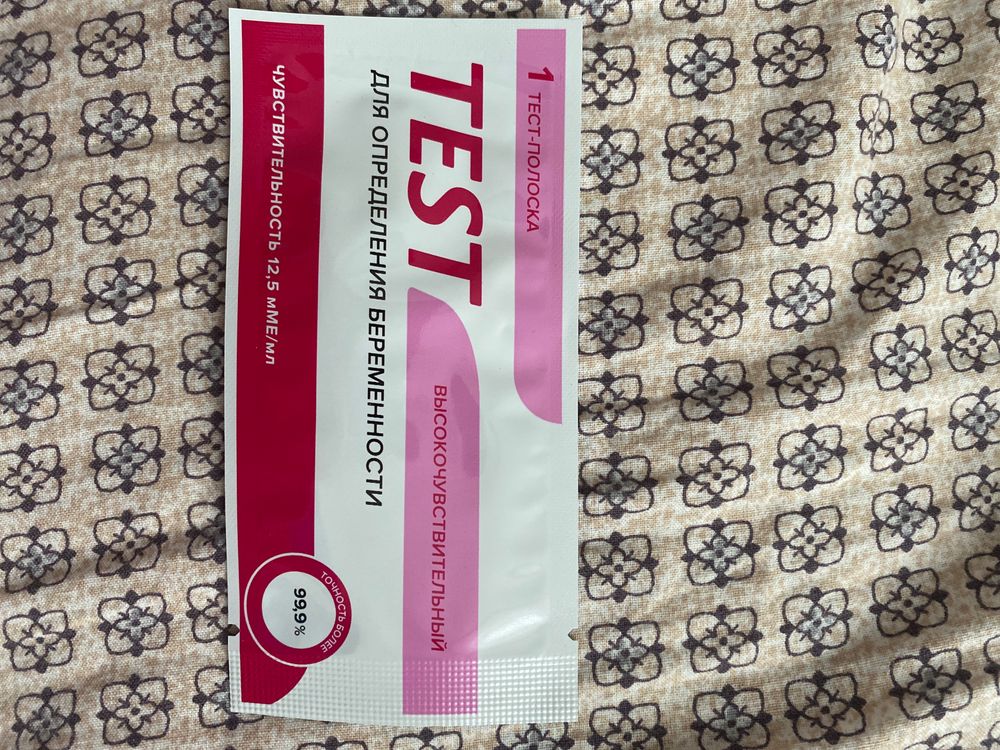 1 ТЕСТ-ПОЛОСКА
TEST
ВЫСОКОЧУВСТВИТЕЛЬНЫЙ
ДЛЯ ОПРЕДЕЛЕНИЯ БЕРЕМЕННОСТИ
ЧУВСТВИТЕЛЬНОСТЬ 12,5 мМЕ/мл
ТОЧНОСТЬ БОЛЕЕ
99,9%